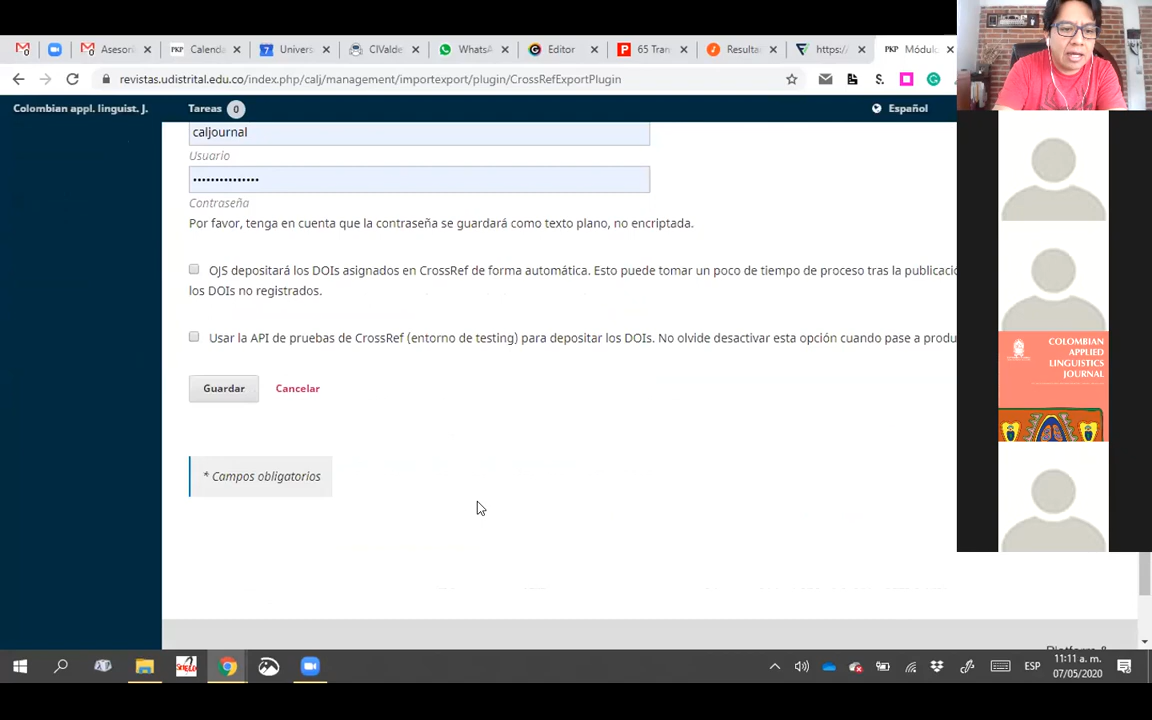 Asesori
Calenda
Univers
CIValde
WhatsA
Editor
65 Tran
Resulta
https://
Módulo
revistas.udistrital.edu.co/index.php/calj/management/importexport/plugin/CrossRefExportPlugin
Colombian appl. linguist. J.
Tareas 0
Español
caljournal
Usuario
•••••••••••••••
Contraseña
Por favor, tenga en cuenta que la contraseña se guardará como texto plano, no encriptada.
OJS depositará los DOIs asignados en CrossRef de forma automática. Esto puede tomar un poco de tiempo de proceso tras la publicació
los DOIs no registrados.
Usar la API de pruebas de CrossRef (entorno de testing) para depositar los DOIs. No olvide desactivar esta opción cuando pase a produ
Guardar
Cancelar
* Campos obligatorios
COLOMBIAN
APPLIED
LINGUISTICS
JOURNAL
ESP
11:11 a. m.
07/05/2020